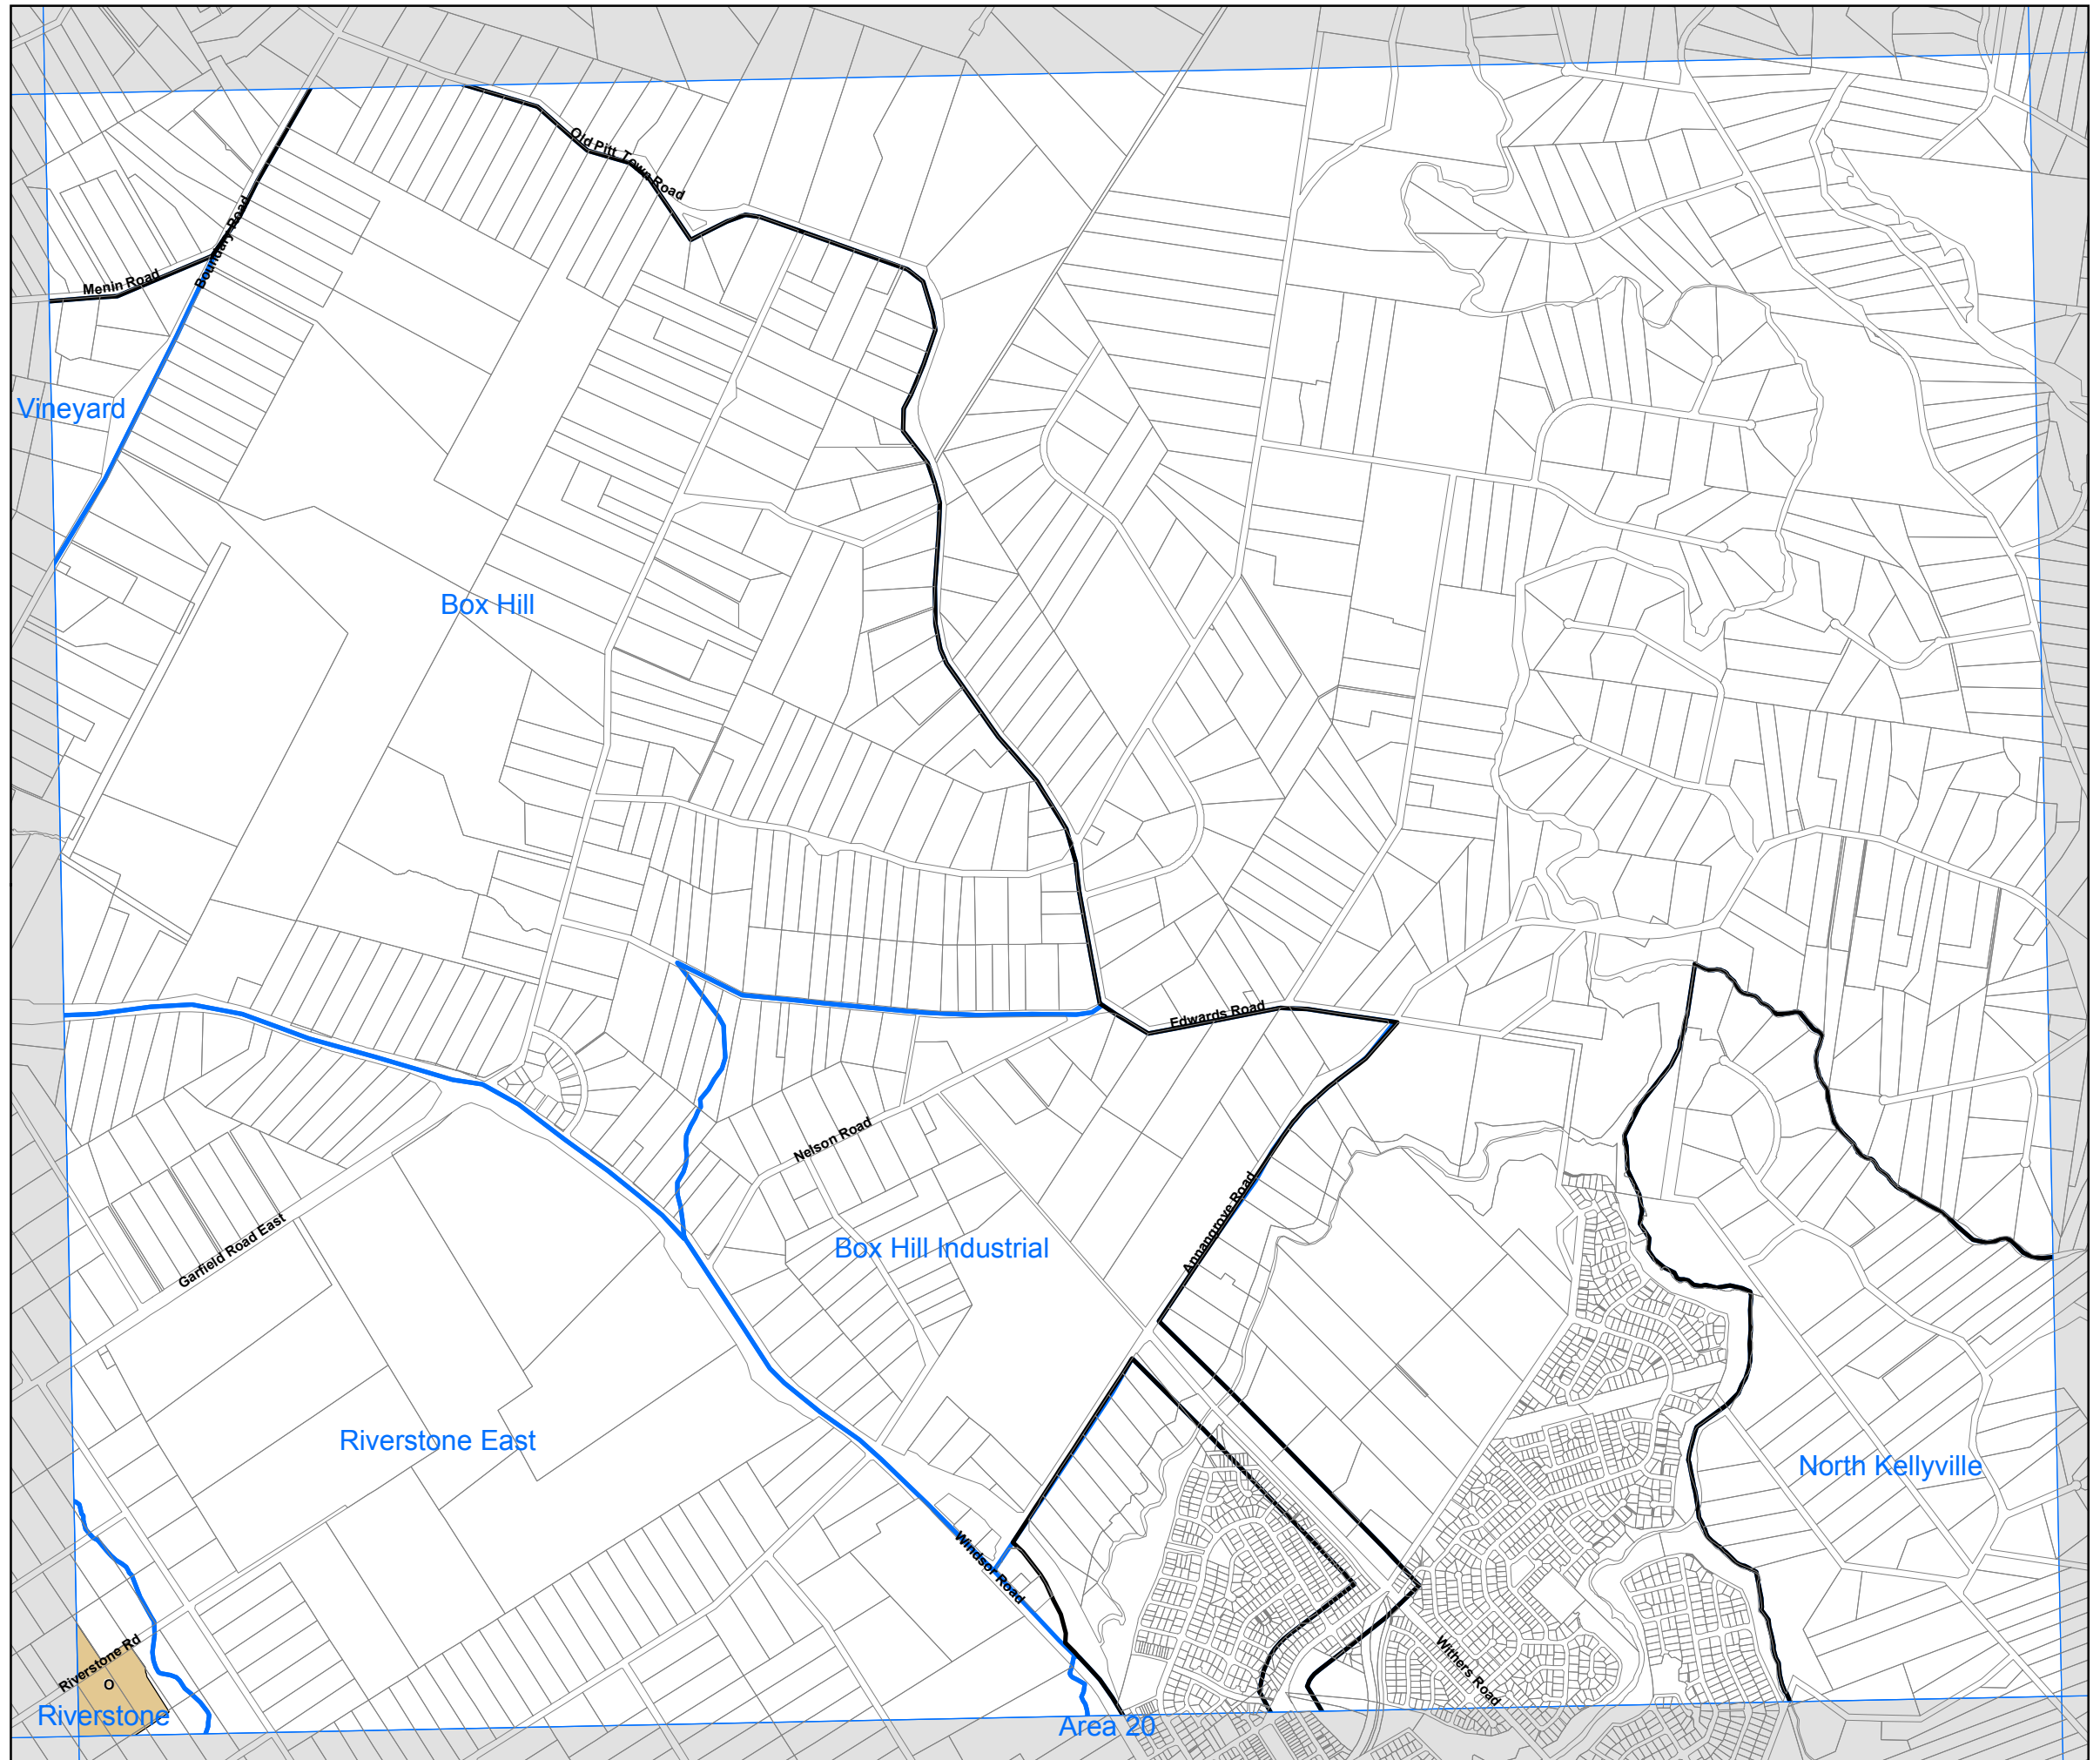 Old Pitt Town Road
Boundary Road
Menin Road
Vineyard
Box Hill
Edwards Road
Nelson Road
Annangrove Road
Garfield Road East
Box Hill Industrial
Riverstone East
North Kellyville
Windsor Road
Withers Road
Riverstone Rd
O
Riverstone
Area 20